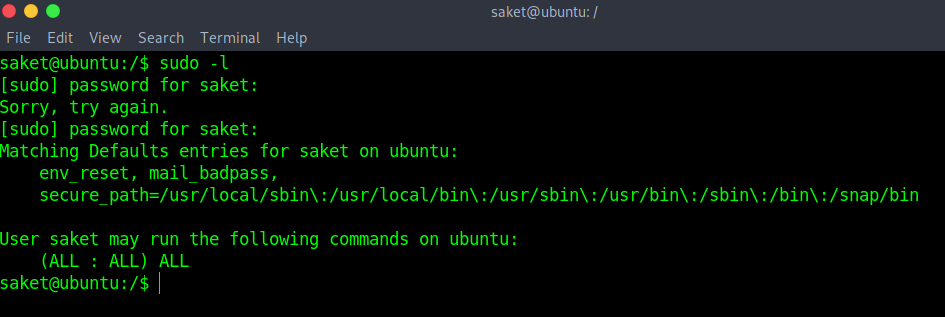 saket@ubuntu: /
File Edit View Search Terminal Help
saket@ubuntu:/$ sudo -l
[sudo] password for saket:
Sorry, try again.
[sudo] password for saket:
Matching Defaults entries for saket on ubuntu:
    env_reset, mail_badpass,
    secure_path=/usr/local/sbin\:/usr/local/bin\:/usr/sbin\:/usr/bin\:/sbin\:/bin\:/snap/bin

User saket may run the following commands on ubuntu:
    (ALL : ALL) ALL
saket@ubuntu:/$